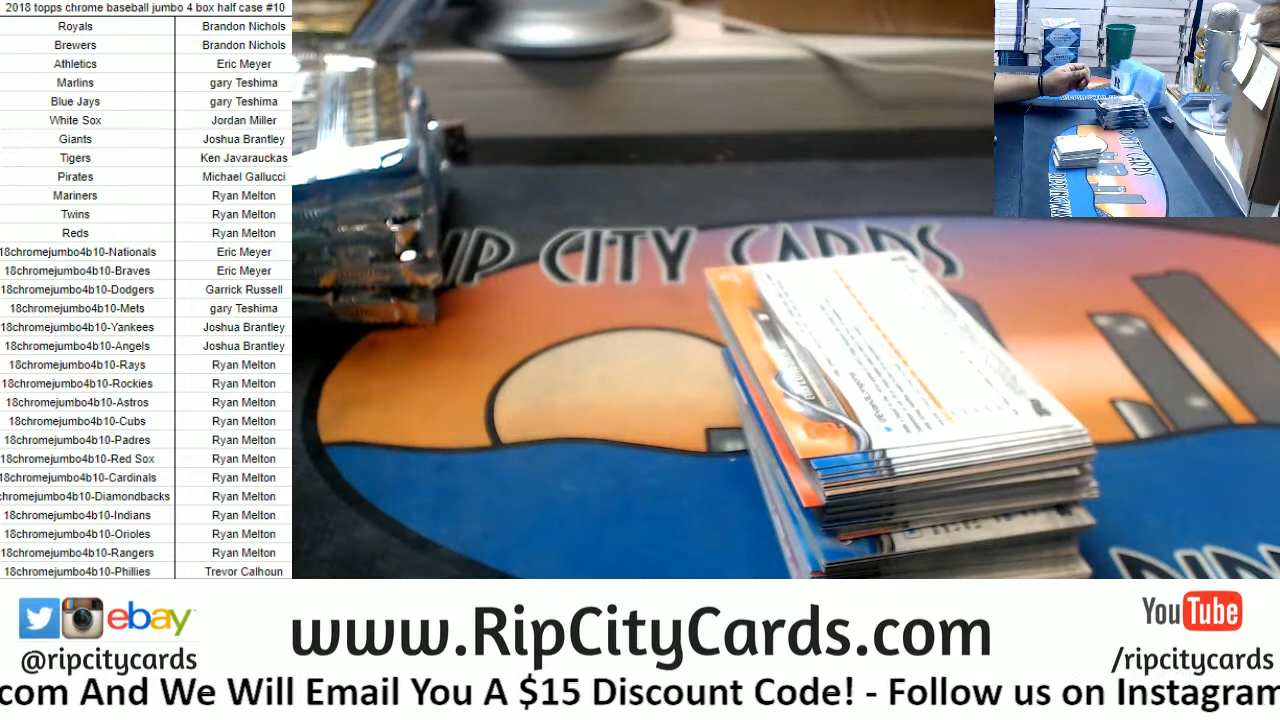 2018 topps chrome baseball jumbo 4 box half case #10
Royals Brandon Nichols
Brewers Brandon Nichols
Athletics Eric Meyer
Marlins gary Teshima
Blue Jays gary Teshima
White Sox Jordan Miller
Giants Joshua Brantley
Tigers Ken Javarauckas
Pirates Michael Gallucci
Mariners Ryan Melton
Twins Ryan Melton
Reds Ryan Melton
18chromejumbo4b10-Nationals Eric Meyer
18chromejumbo4b10-Braves Eric Meyer
18chromejumbo4b10-Dodgers Garrick Russell
18chromejumbo4b10-Mets gary Teshima
18chromejumbo4b10-Yankees Joshua Brantley
18chromejumbo4b10-Angels Joshua Brantley
18chromejumbo4b10-Rays Ryan Melton
18chromejumbo4b10-Rockies Ryan Melton
18chromejumbo4b10-Astros Ryan Melton
18chromejumbo4b10-Cubs Ryan Melton
18chromejumbo4b10-Padres Ryan Melton
18chromejumbo4b10-Red Sox Ryan Melton
18chromejumbo4b10-Cardinals Ryan Melton
chromejumbo4b10-Diamondbacks Ryan Melton
18chromejumbo4b10-Indians Ryan Melton
18chromejumbo4b10-Orioles Ryan Melton
18chromejumbo4b10-Rangers Ryan Melton
18chromejumbo4b10-Phillies Trevor Calhoun
RIP CITY CARDS
ebay
@ripcitycards
www.RipCityCards.com
YouTube
/ripcitycards
.com And We Will Email You A $15 Discount Code! - Follow us on Instagram